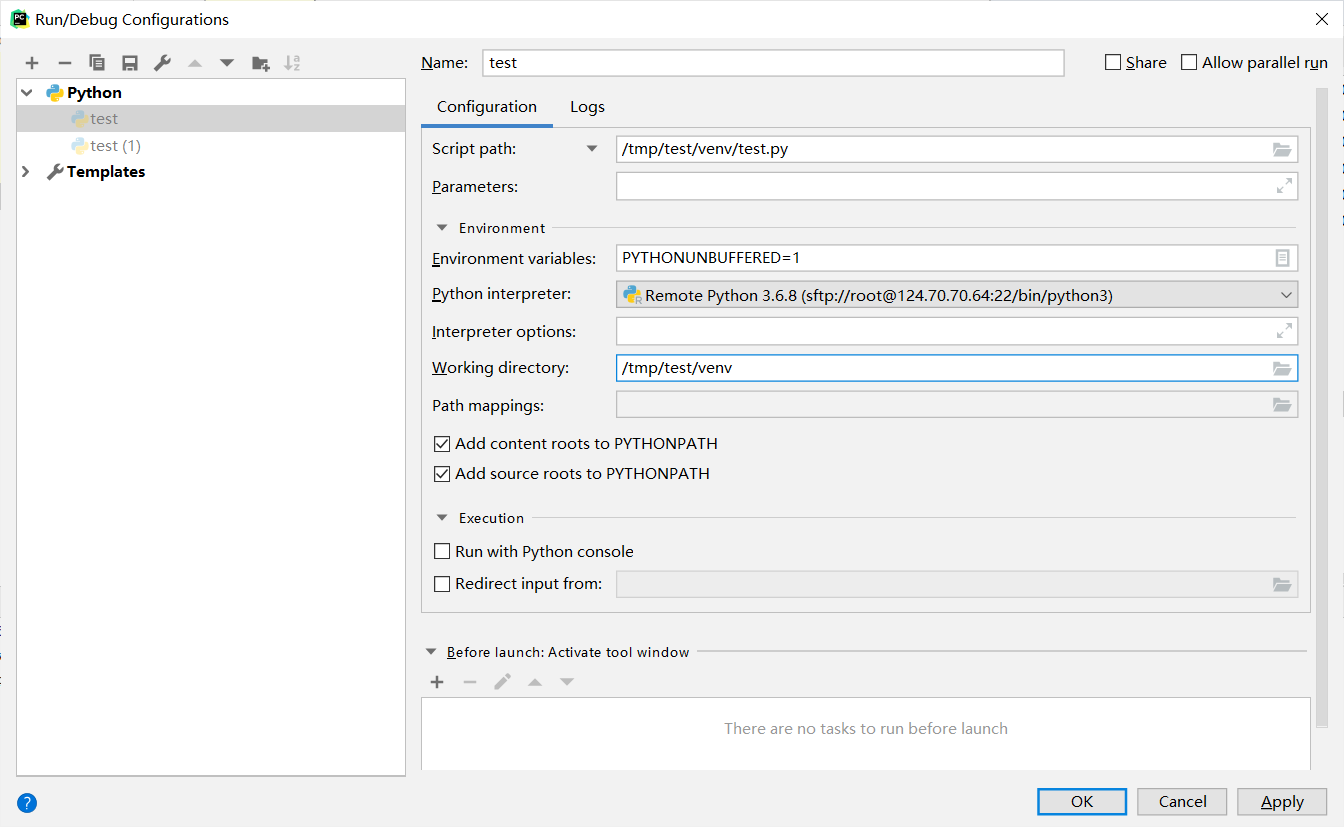 Run/Debug Configurations
Name:
test
Share
Allow parallel run
Python
test
test (1)
Templates
Configuration
Logs
Script path:
/tmp/test/venv/test.py
Parameters:
Environment
Environment variables:
PYTHONUNBUFFERED=1
Python interpreter:
Remote Python 3.6.8 (sftp://root@124.70.70.64:22/bin/python3)
Interpreter options:
Working directory:
/tmp/test/venv
Path mappings:
Add content roots to PYTHONPATH
Add source roots to PYTHONPATH
Execution
Run with Python console
Redirect input from:
Before launch: Activate tool window
There are no tasks to run before launch
?
OK
Cancel
Apply